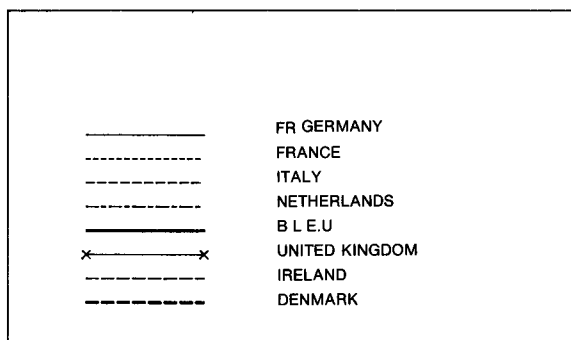 FR GERMANY
FRANCE
ITALY
NETHERLANDS
B L E.U
UNITED KINGDOM
IRELAND
DENMARK